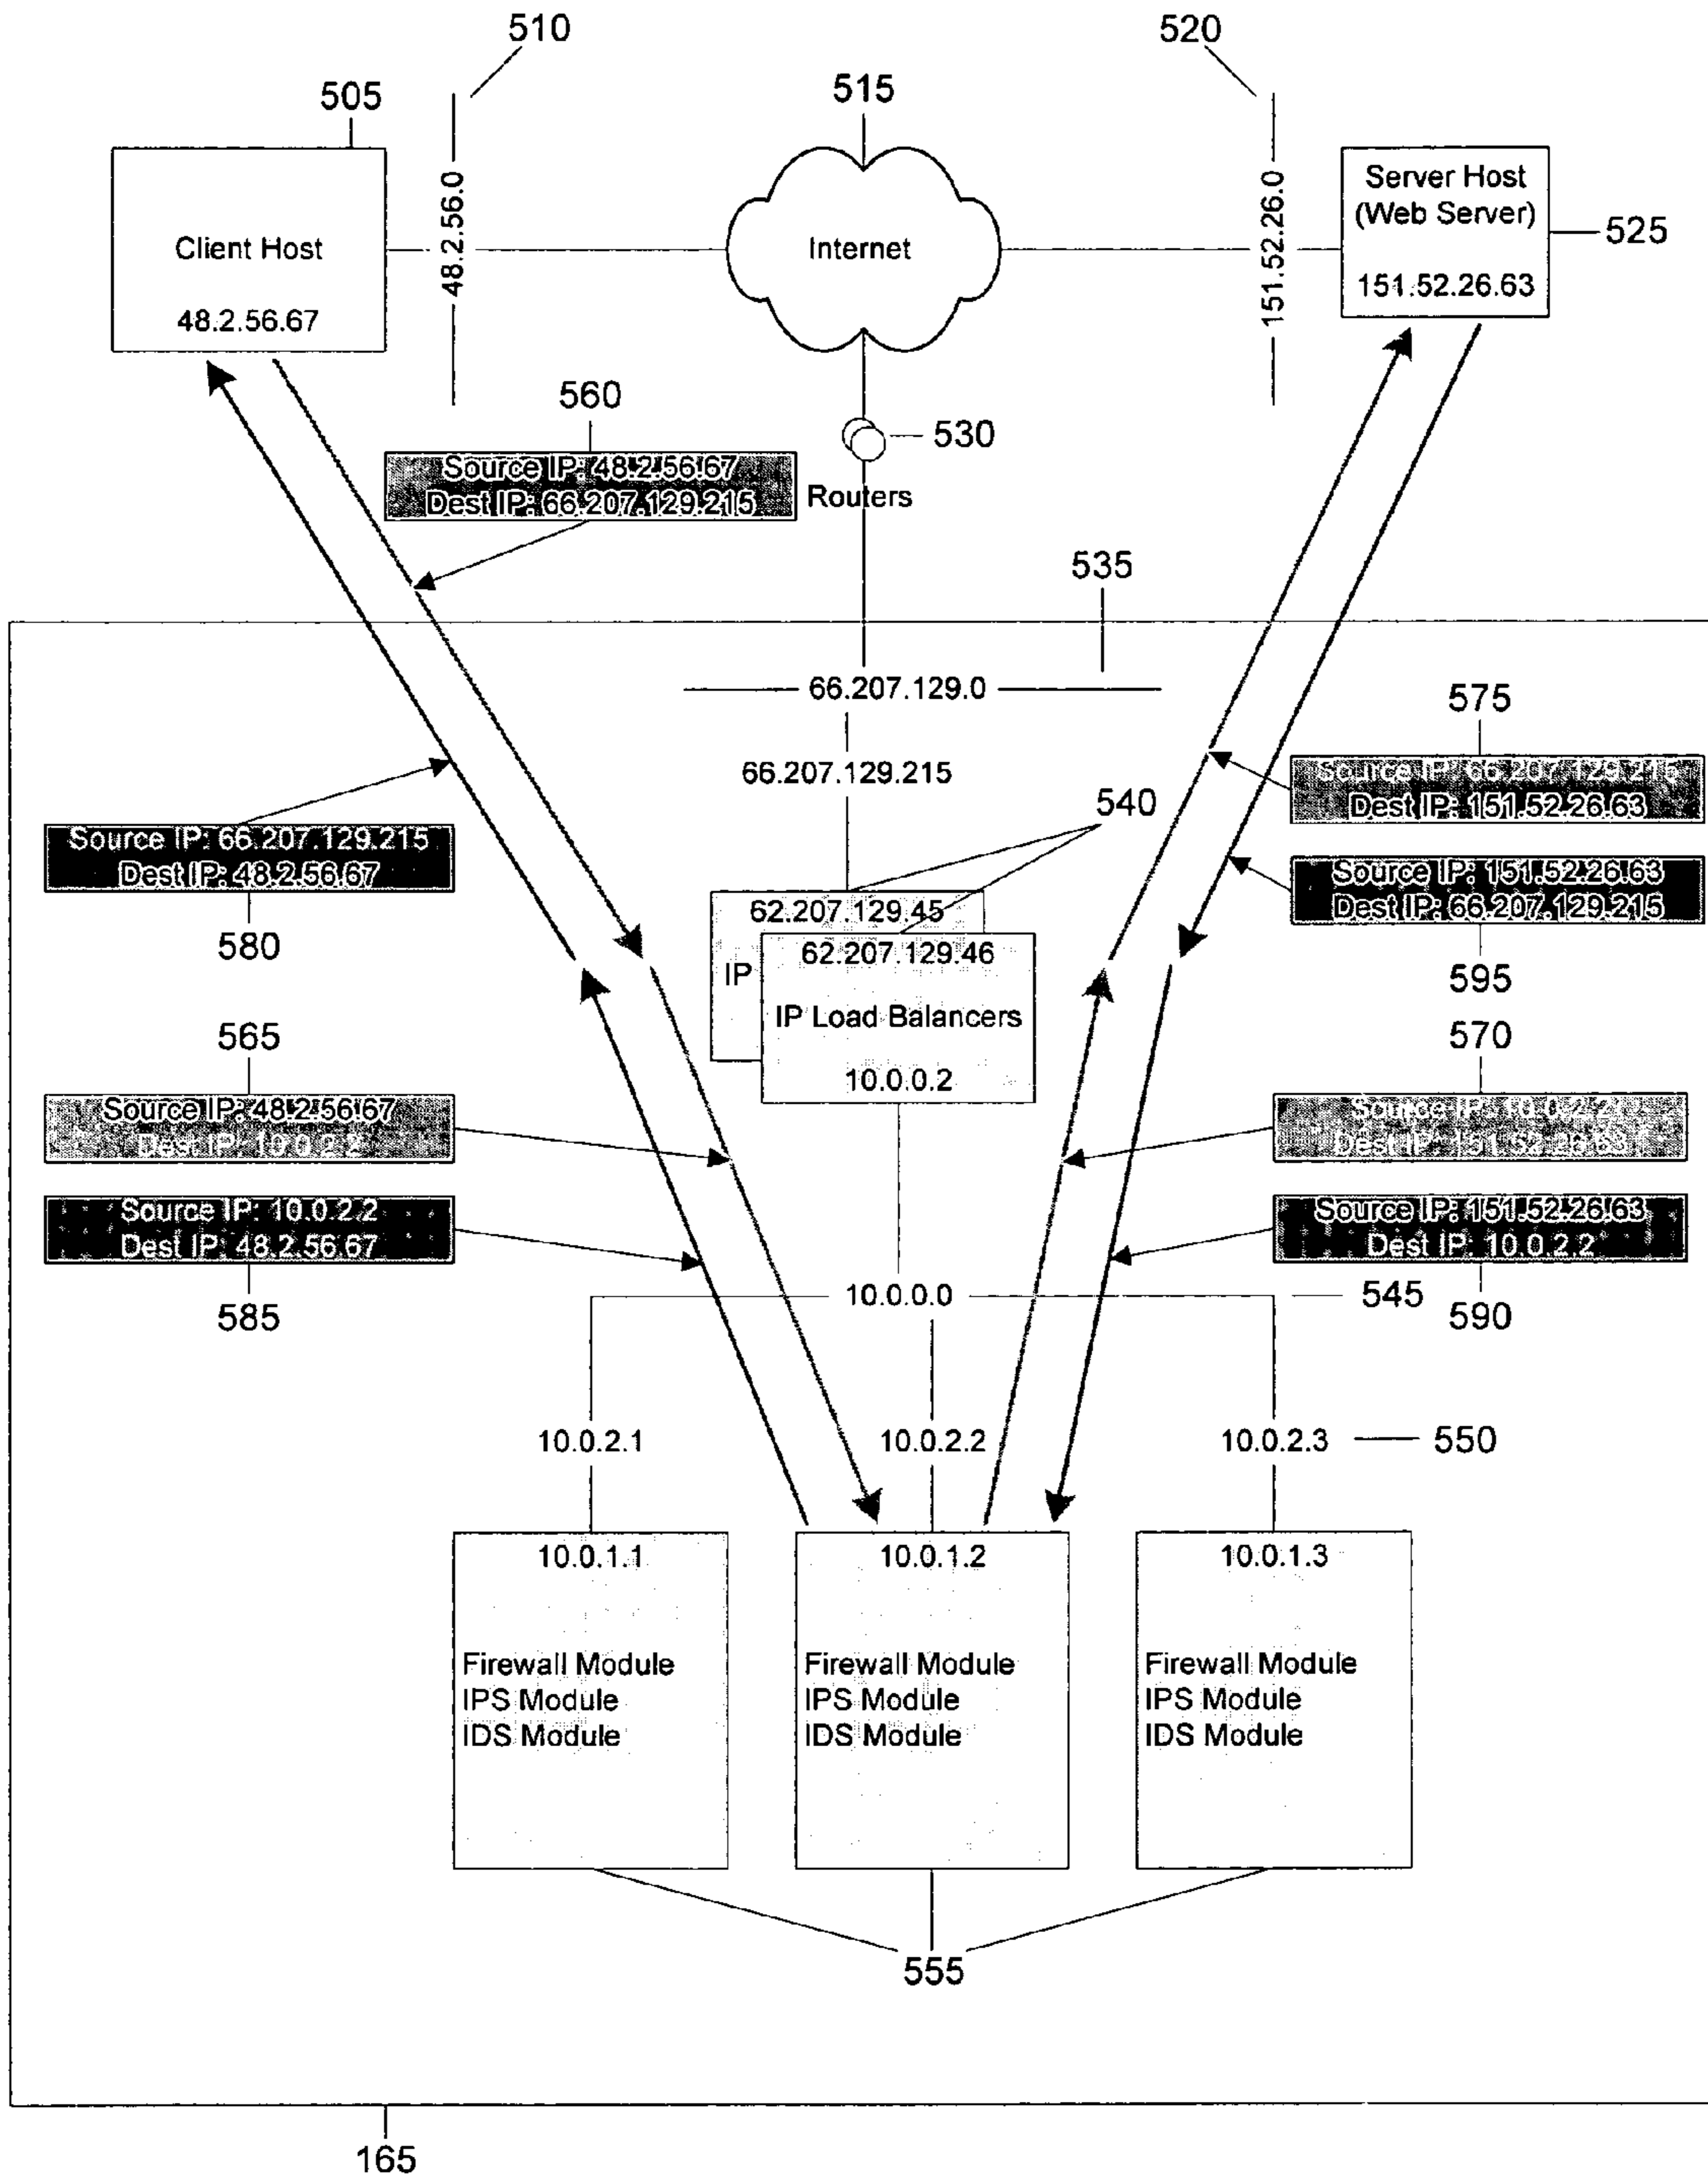 510
520
505
515
Client Host
48.2.56.67
48.2.56.0
Internet
151.52.26.0
Server Host
(Web Server)
151.52.26.63
525
560
530
Source IP: 48.2.56.67
Dest IP: 66.207.129.215
Routers
535
66.207.129.0
575
66.207.129.215
Source IP: 66.207.129.215
Dest IP: 151.52.26.63
540
Source IP: 66.207.129.215
Dest IP: 48.2.56.67
580
Source IP: 151.52.26.63
Dest IP: 66.207.129.215
595
62.207.129.45
IP
62.207.129.46
IP Load Balancers
10.0.0.2
565
570
Source IP: 48.2.56.67
Dest IP: 10.0.2.2
Source IP: 10.0.2.2
Dest IP: 151.52.26.63
Source IP: 10.0.2.2
Dest IP: 48.2.56.67
585
Source IP: 151.52.26.63
Dest IP: 10.0.2.2
590
10.0.0.0
545
10.0.2.1
10.0.2.2
10.0.2.3
550
10.0.1.1
Firewall Module
IPS Module
IDS Module
10.0.1.2
Firewall Module
IPS Module
IDS Module
10.0.1.3
Firewall Module
IPS Module
IDS Module
555
165